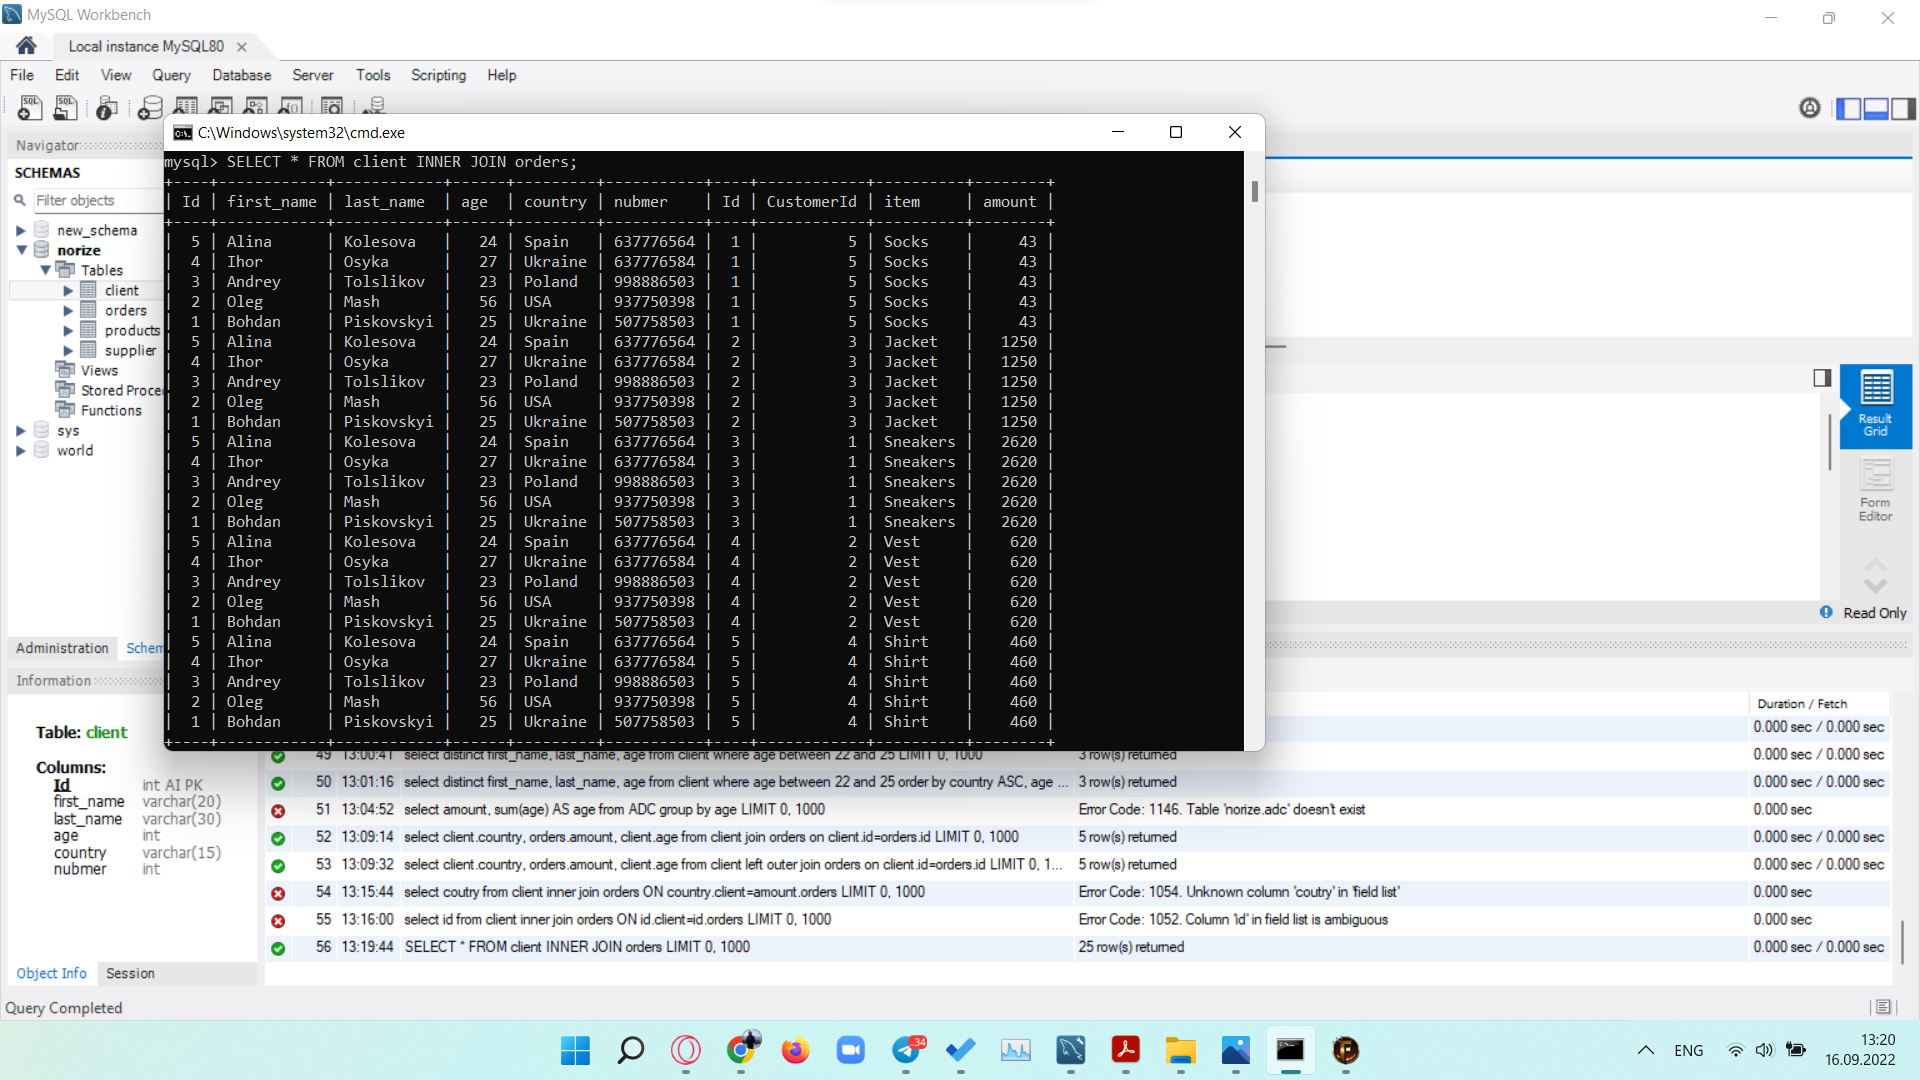 MySQL Workbench
Local instance MySQL80
File Edit View Query Database Server Tools Scripting Help
Navigator
SCHEMAS
Filter objects
new_schema
norize
Tables
client
orders
products
supplier
Views
Stored Proce
Functions
sys
world
Administration Schem
Information
Table: client
Columns:
Id int AI PK
first_name varchar(20)
last_name varchar(30)
age int
country varchar(15)
nubmer int
Object Info Session
Query Completed
C:\Windows\system32\cmd.exe
mysql> SELECT * FROM client INNER JOIN orders;
+----+------------+-----------+------+---------+-----------+----+------------+----------+--------+
| Id | first_name | last_name | age | country | nubmer | Id | CustomerId | item | amount |
+----+------------+-----------+------+---------+-----------+----+------------+----------+--------+
| 5 | Alina | Kolesova | 24 | Spain | 637776564 | 1 | 5 | Socks | 43 |
| 4 | Ihor | Osyka | 27 | Ukraine | 637776584 | 1 | 5 | Socks | 43 |
| 3 | Andrey | Tolslikov | 23 | Poland | 998886503 | 1 | 5 | Socks | 43 |
| 2 | Oleg | Mash | 56 | USA | 937750398 | 1 | 5 | Socks | 43 |
| 1 | Bohdan | Piskovskyi | 25 | Ukraine | 507758503 | 1 | 5 | Socks | 43 |
| 5 | Alina | Kolesova | 24 | Spain | 637776564 | 2 | 3 | Jacket | 1250 |
| 4 | Ihor | Osyka | 27 | Ukraine | 637776584 | 2 | 3 | Jacket | 1250 |
| 3 | Andrey | Tolslikov | 23 | Poland | 998886503 | 2 | 3 | Jacket | 1250 |
| 2 | Oleg | Mash | 56 | USA | 937750398 | 2 | 3 | Jacket | 1250 |
| 1 | Bohdan | Piskovskyi | 25 | Ukraine | 507758503 | 2 | 3 | Jacket | 1250 |
| 5 | Alina | Kolesova | 24 | Spain | 637776564 | 3 | 1 | Sneakers | 2620 |
| 4 | Ihor | Osyka | 27 | Ukraine | 637776584 | 3 | 1 | Sneakers | 2620 |
| 3 | Andrey | Tolslikov | 23 | Poland | 998886503 | 3 | 1 | Sneakers | 2620 |
| 2 | Oleg | Mash | 56 | USA | 937750398 | 3 | 1 | Sneakers | 2620 |
| 1 | Bohdan | Piskovskyi | 25 | Ukraine | 507758503 | 3 | 1 | Sneakers | 2620 |
| 5 | Alina | Kolesova | 24 | Spain | 637776564 | 4 | 2 | Vest | 620 |
| 4 | Ihor | Osyka | 27 | Ukraine | 637776584 | 4 | 2 | Vest | 620 |
| 3 | Andrey | Tolslikov | 23 | Poland | 998886503 | 4 | 2 | Vest | 620 |
| 2 | Oleg | Mash | 56 | USA | 937750398 | 4 | 2 | Vest | 620 |
| 1 | Bohdan | Piskovskyi | 25 | Ukraine | 507758503 | 4 | 2 | Vest | 620 |
| 5 | Alina | Kolesova | 24 | Spain | 637776564 | 5 | 4 | Shirt | 460 |
| 4 | Ihor | Osyka | 27 | Ukraine | 637776584 | 5 | 4 | Shirt | 460 |
| 3 | Andrey | Tolslikov | 23 | Poland | 998886503 | 5 | 4 | Shirt | 460 |
| 2 | Oleg | Mash | 56 | USA | 937750398 | 5 | 4 | Shirt | 460 |
| 1 | Bohdan | Piskovskyi | 25 | Ukraine | 507758503 | 5 | 4 | Shirt | 460 |
+----+------------+-----------+------+---------+-----------+----+------------+----------+--------+
Result
Grid
Form
Editor
Read Only
Duration / Fetch
0.000 sec / 0.000 sec
49 13:00:41 select distinct first_name, last_name, age from client where age between 22 and 25 LIMIT 0, 1000 3 row(s) returned 0.000 sec / 0.000 sec
50 13:01:16 select distinct first_name, last_name, age from client where age between 22 and 25 order by country ASC, age ... 3 row(s) returned 0.000 sec / 0.000 sec
51 13:04:52 select amount, sum(age) AS age from ADC group by age LIMIT 0, 1000 Error Code: 1146. Table 'norize.adc' doesn't exist 0.000 sec
52 13:09:14 select client.country, orders.amount, client.age from client join orders on client.id=orders.id LIMIT 0, 1000 5 row(s) returned 0.000 sec / 0.000 sec
53 13:09:32 select client.country, orders.amount, client.age from client left outer join orders on client.id=orders.id LIMIT 0, 1... 5 row(s) returned 0.000 sec / 0.000 sec
54 13:15:44 select coutry from client inner join orders ON country.client=amount.orders LIMIT 0, 1000 Error Code: 1054. Unknown column 'coutry' in 'field list' 0.000 sec
55 13:16:00 select id from client inner join orders ON id.client=id.orders LIMIT 0, 1000 Error Code: 1052. Column 'id' in field list is ambiguous 0.000 sec
56 13:19:44 SELECT * FROM client INNER JOIN orders LIMIT 0, 1000 25 row(s) returned 0.000 sec / 0.000 sec
..34
ENG
13:20
16.09.2022